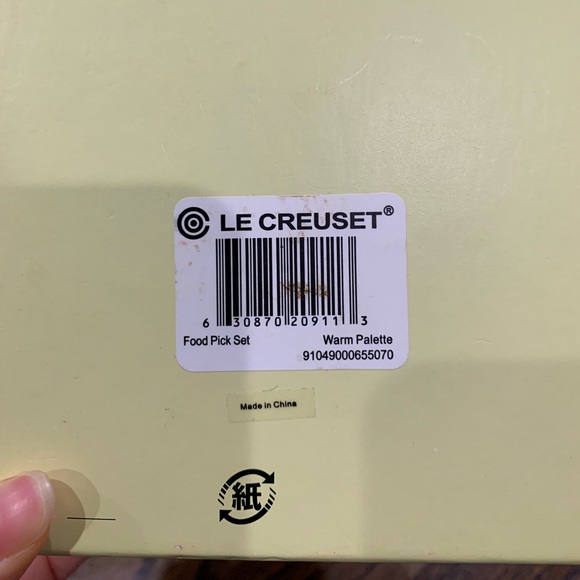 LE CREUSET®
6 30870 20911 3
Food Pick Set Warm Palette
91049000655070
Made in China
紙